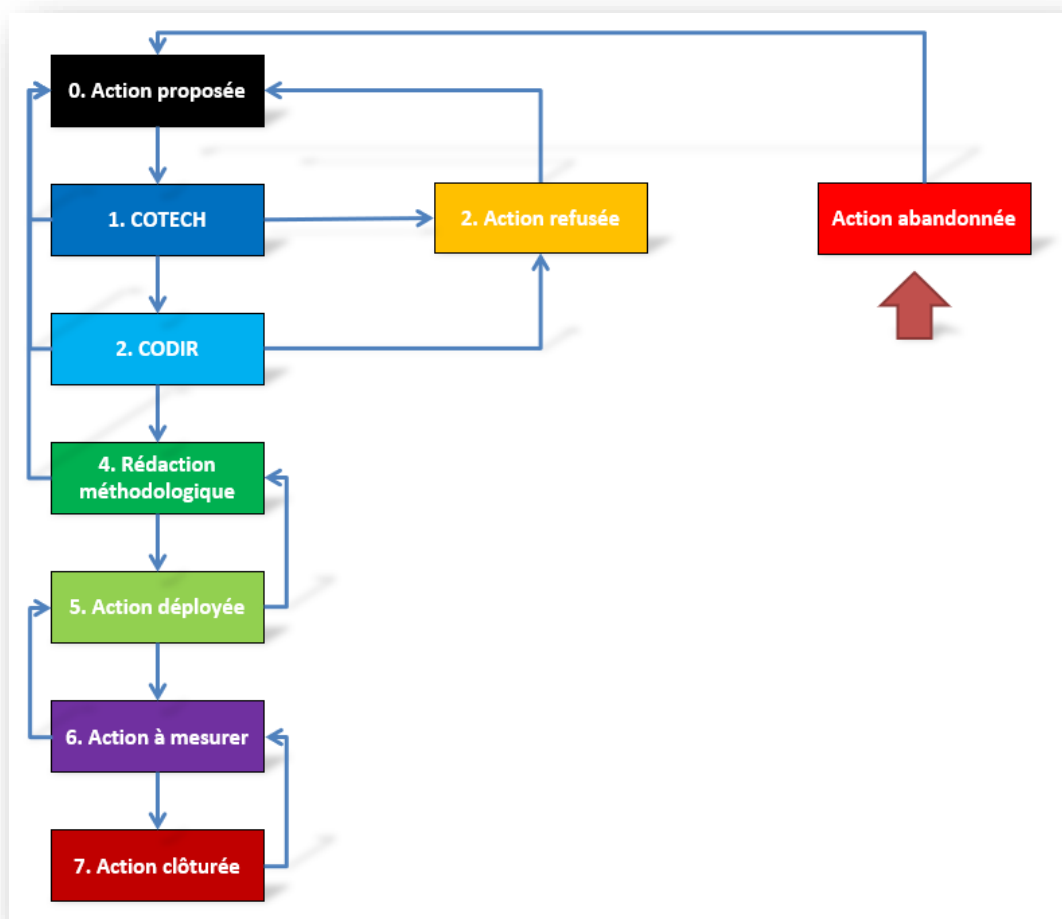 0. Action proposée
1. COTECH
2. Action refusée
Action abandonnée
2. CODIR
4. Rédaction
méthodologique
5. Action déployée
6. Action à mesurer
7. Action clôturée